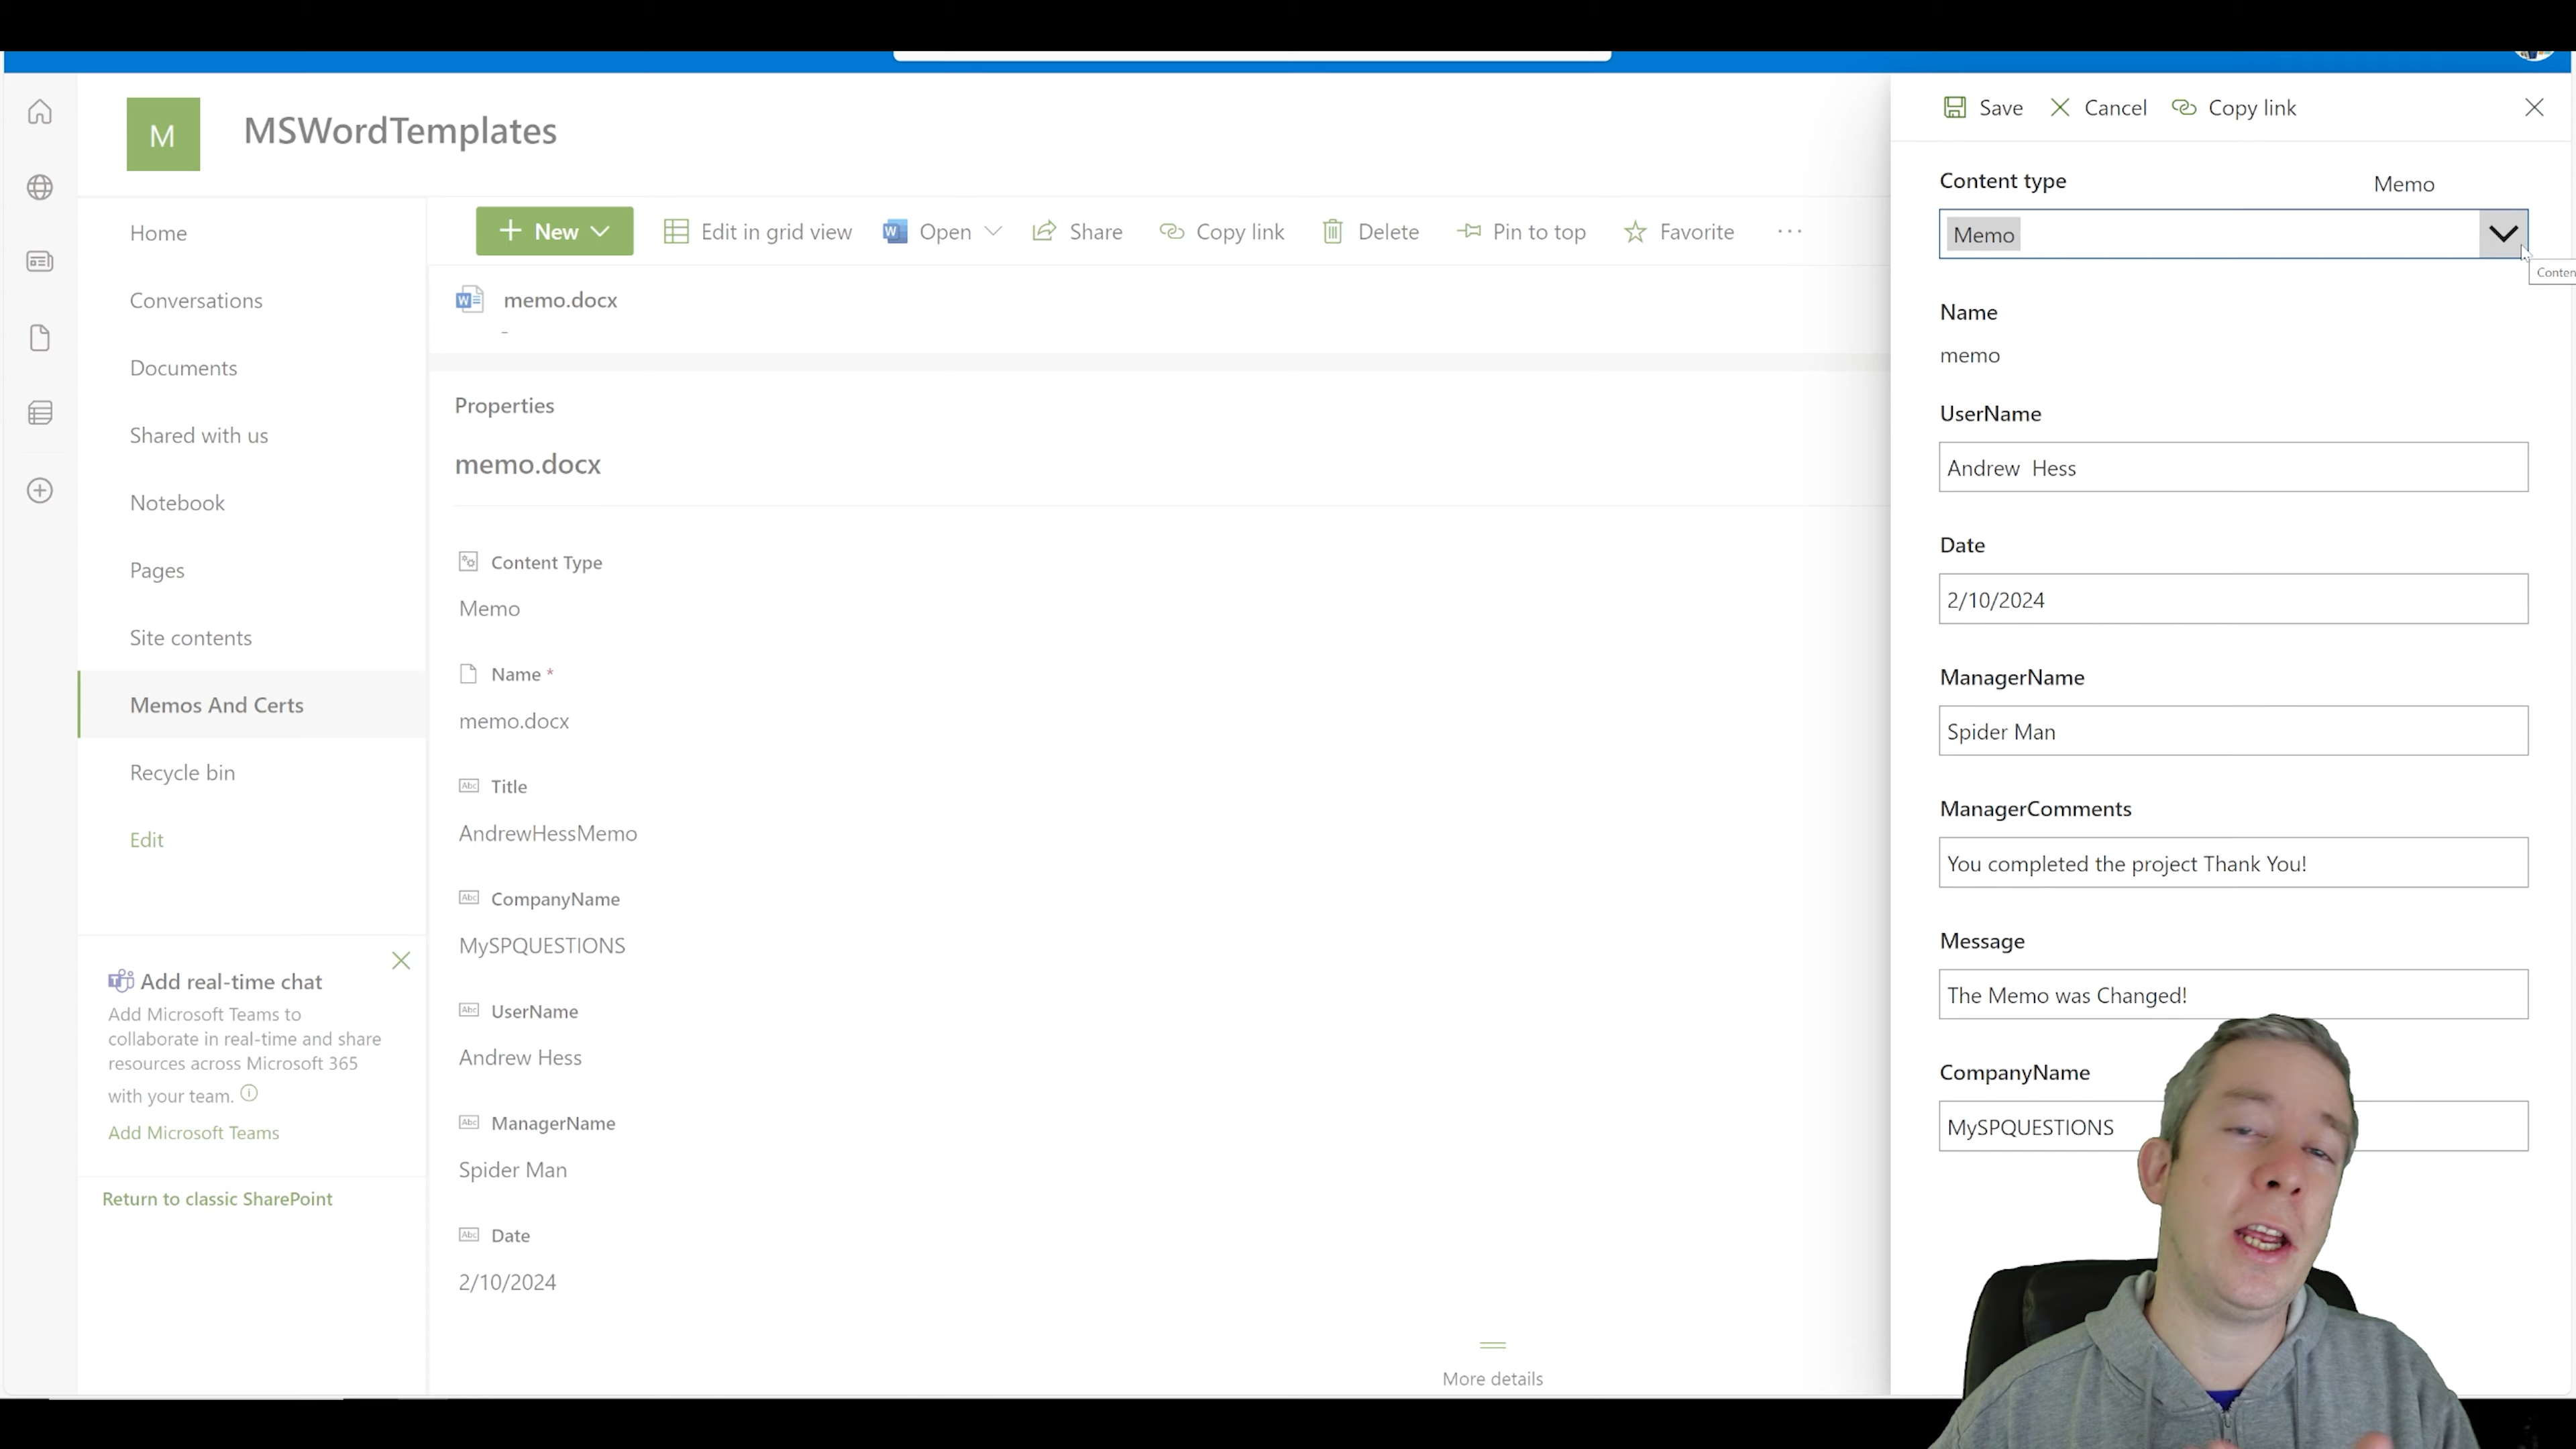 M
MSWordTemplates
Home
Conversations
Documents
Shared with us
Notebook
Pages
Site contents
Memos And Certs
Recycle bin
Edit
Add real-time chat
Add Microsoft Teams to
collaborate in real-time and share
resources across Microsoft 365
with your team.
Add Microsoft Teams
Return to classic SharePoint
New
Edit in grid view
Open
Share
Copy link
Delete
Pin to top
Favorite
memo.docx
Properties
memo.docx
Content Type
Memo
Name *
memo.docx
Abc Title
AndrewHessMemo
Abc CompanyName
MySPQUESTIONS
Abc UserName
Andrew Hess
Abc ManagerName
Spider Man
Abc Date
2/10/2024
More details
Save
Cancel
Copy link
Content type
Memo
Memo
Conten
Name
memo
UserName
Andrew  Hess
Date
2/10/2024
ManagerName
Spider Man
ManagerComments
You completed the project Thank You!
Message
The Memo was Changed!
CompanyName
MySPQUESTIONS